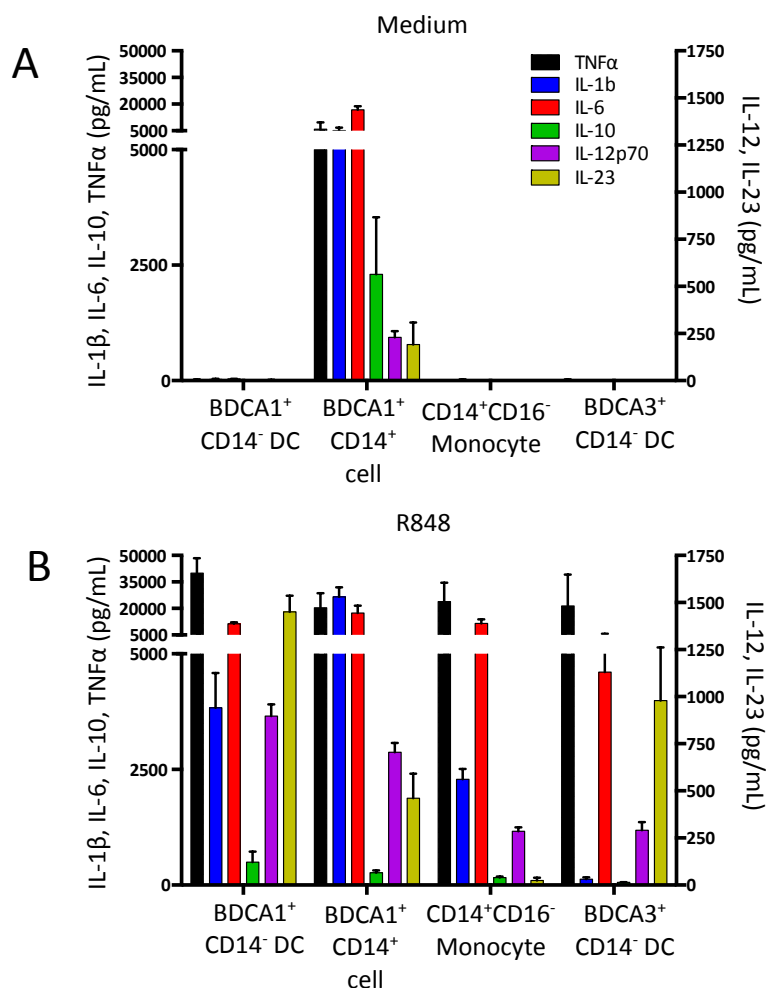 A
Medium
IL-1β, IL-6, IL-10, TNFα (pg/mL)
50000
35000
20000
5000
5000
2500
0
1750
1500
1250
1000
750
500
250
0
IL-12, IL-23 (pg/mL)
TNFα
IL-1b
IL-6
IL-10
IL-12p70
IL-23
BDCA1⁺
CD14⁻ DC
BDCA1⁺
CD14⁺
cell
CD14⁺CD16⁻
Monocyte
BDCA3⁺
CD14⁻ DC
B
R848
IL-1β, IL-6, IL-10, TNFα (pg/mL)
50000
35000
20000
5000
5000
2500
0
1750
1500
1250
1000
750
500
250
0
IL-12, IL-23 (pg/mL)
BDCA1⁺
CD14⁻ DC
BDCA1⁺
CD14⁺
cell
CD14⁺CD16⁻
Monocyte
BDCA3⁺
CD14⁻ DC